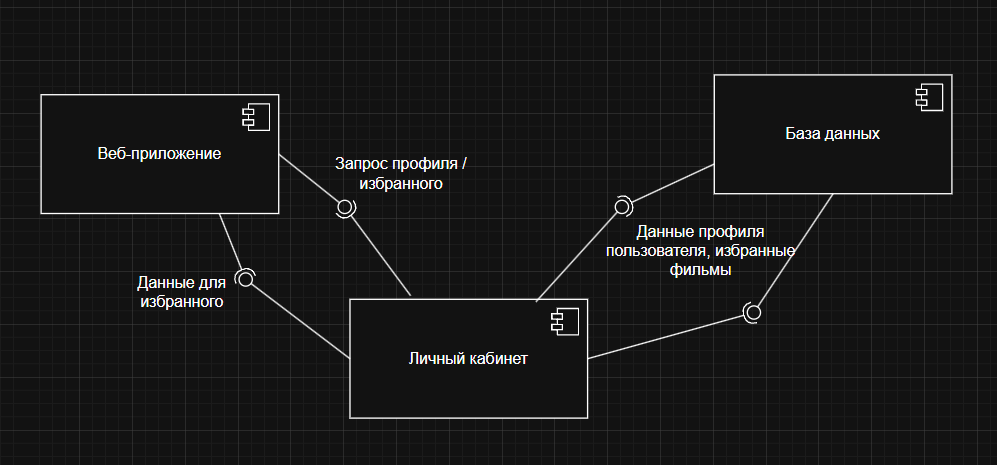 Веб-приложение
База данных
Запрос профиля /
избранного
Данные профиля
пользователя, избранные
фильмы
Данные для
избранного
Личный кабинет